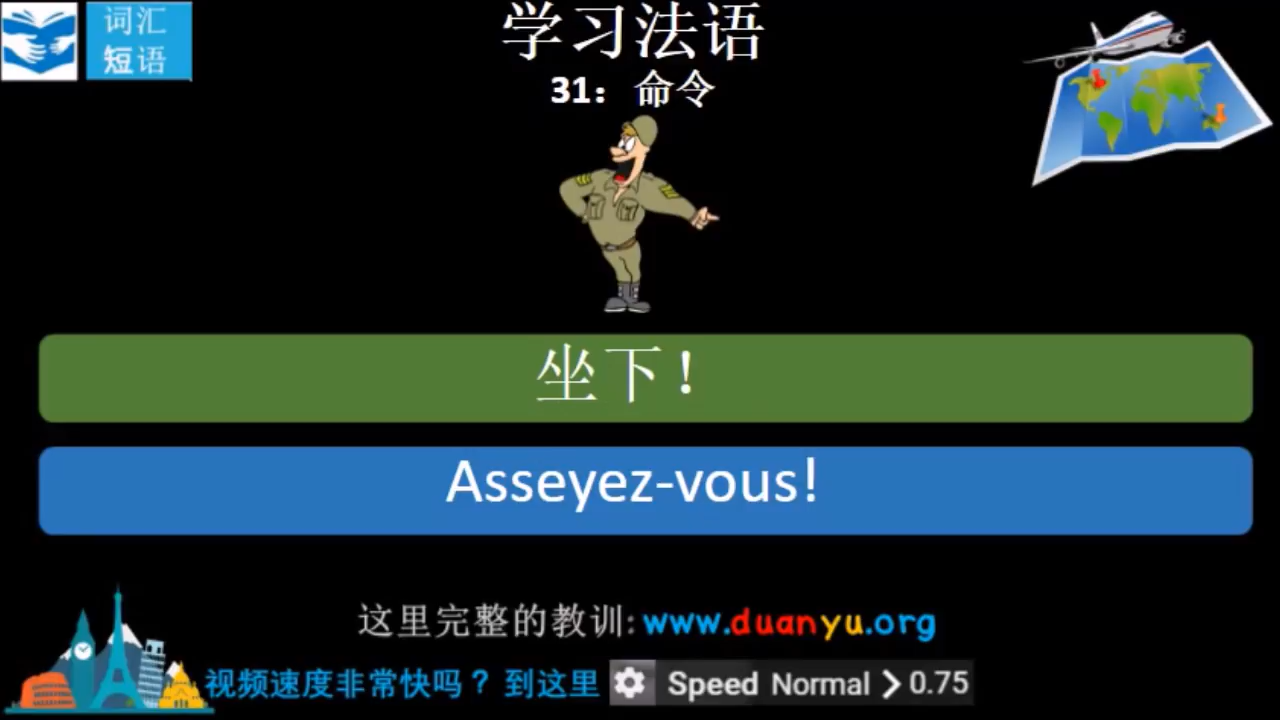 词汇
短语
学习法语
31：命令
坐下！
Asseyez-vous!
这里完整的教训: www.duanyu.org
视频速度非常快吗？到这里 Speed Normal > 0.75